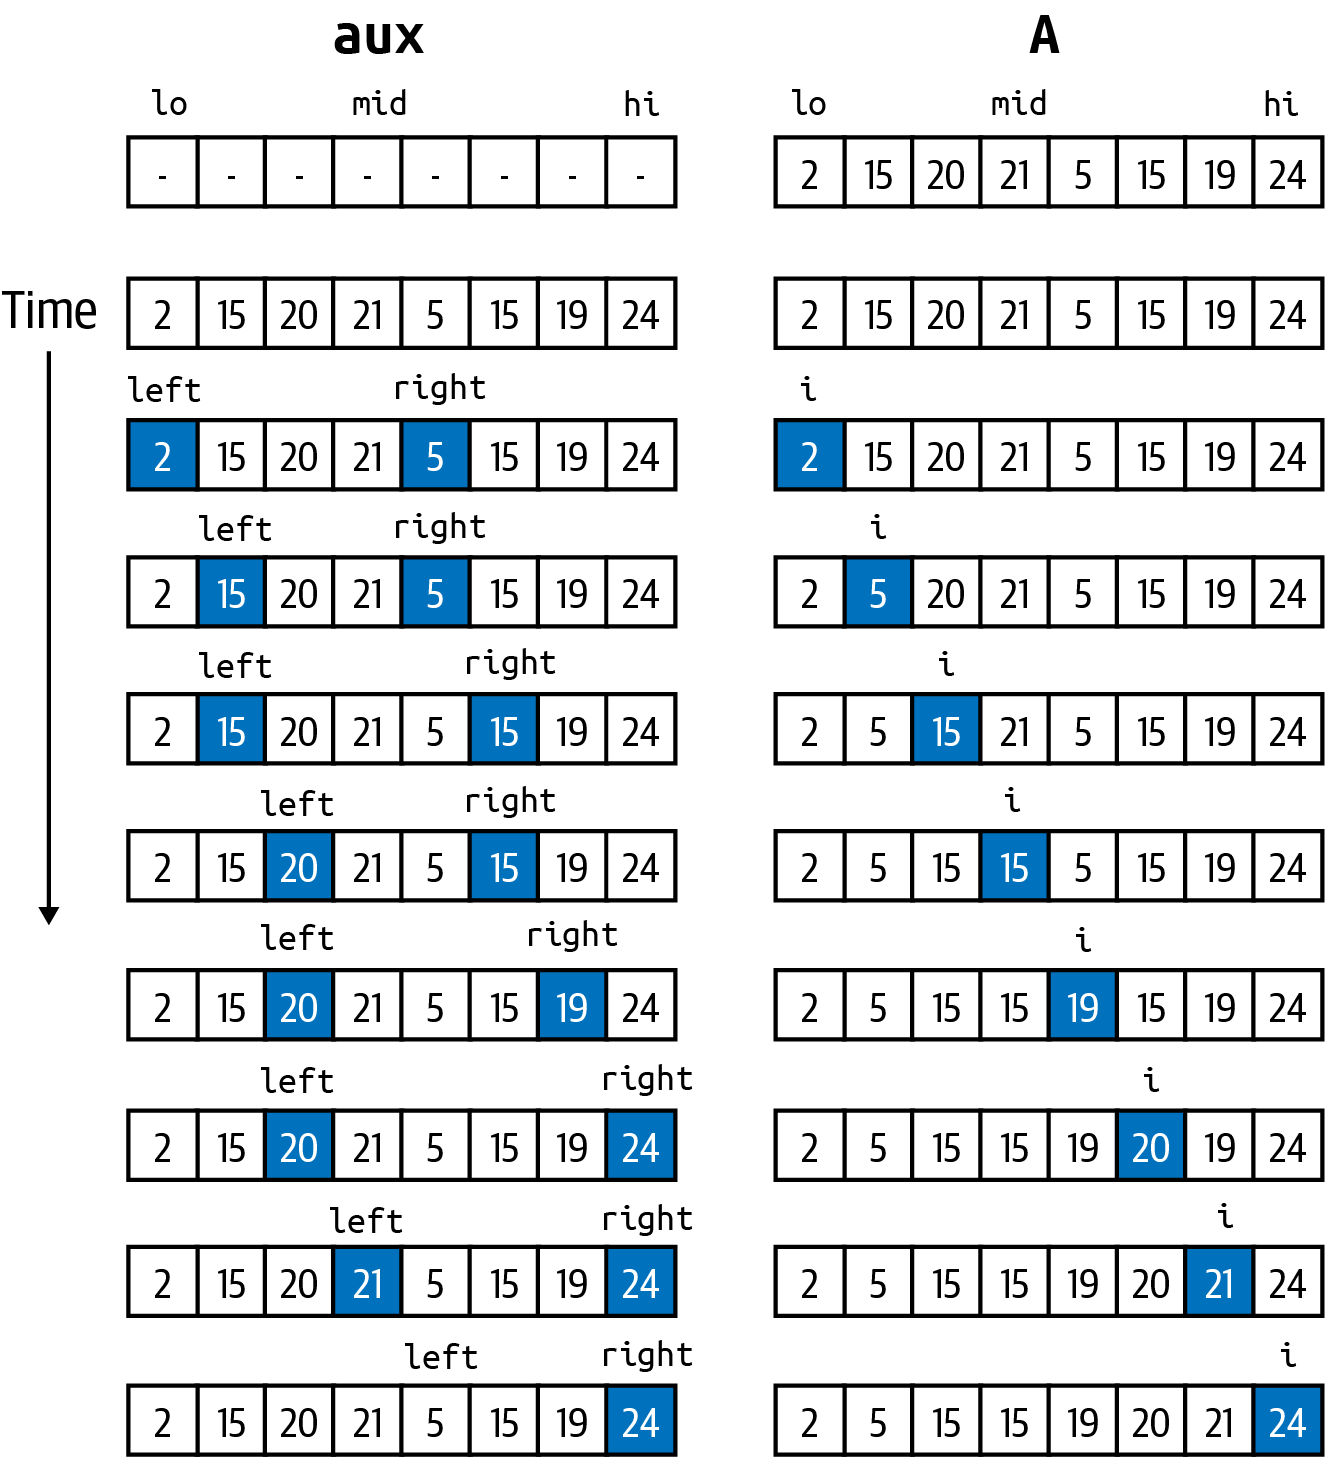 aux A
lo mid hi lo mid hi
- - - - - - - - 2 15 20 21 5 15 19 24
Time 2 15 20 21 5 15 19 24 2 15 20 21 5 15 19 24
left right i
2 15 20 21 5 15 19 24 2 15 20 21 5 15 19 24
left right i
2 15 20 21 5 15 19 24 2 5 20 21 5 15 19 24
left right i
2 15 20 21 5 15 19 24 2 5 15 21 5 15 19 24
left right i
2 15 20 21 5 15 19 24 2 5 15 15 5 15 19 24
left right i
2 15 20 21 5 15 19 24 2 5 15 15 19 15 19 24
left right i
2 15 20 21 5 15 19 24 2 5 15 15 19 20 19 24
left right i
2 15 20 21 5 15 19 24 2 5 15 15 19 20 21 24
left right i
2 15 20 21 5 15 19 24 2 5 15 15 19 20 21 24